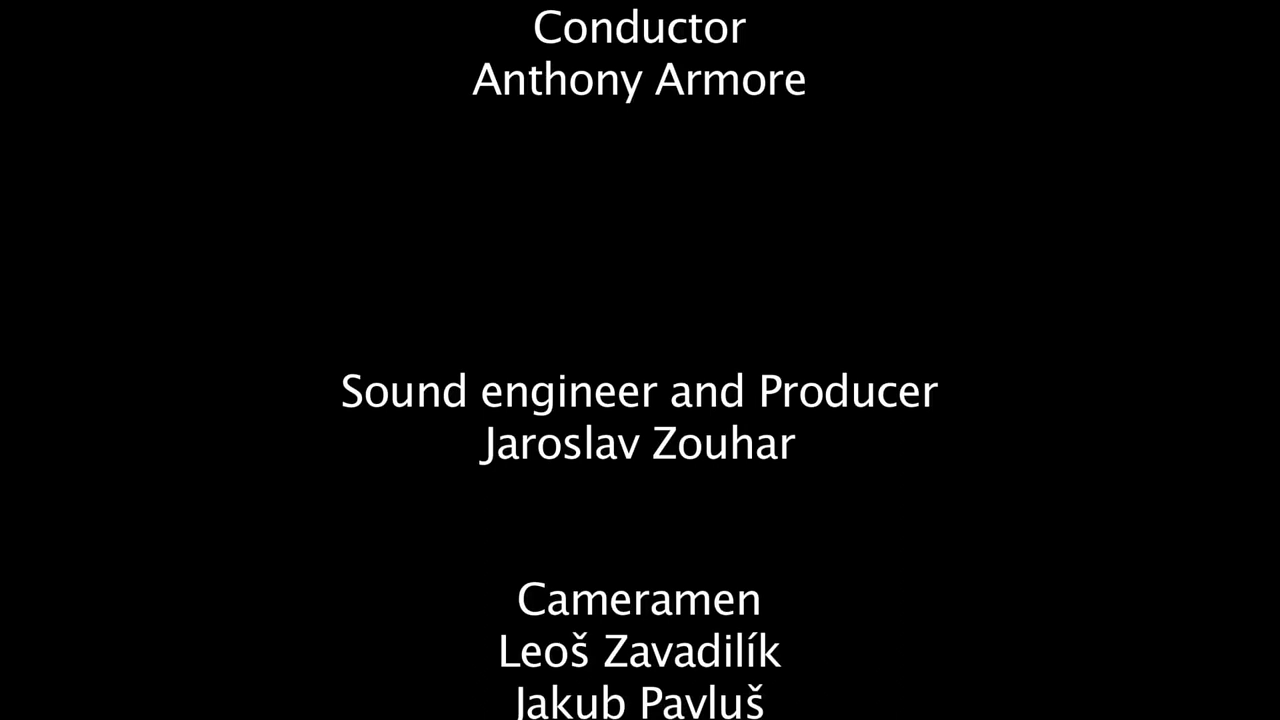 Conductor
Anthony Armore
Sound engineer and Producer
Jaroslav Zouhar
Cameramen
Leoš Zavadilík
Jakub Pavluš